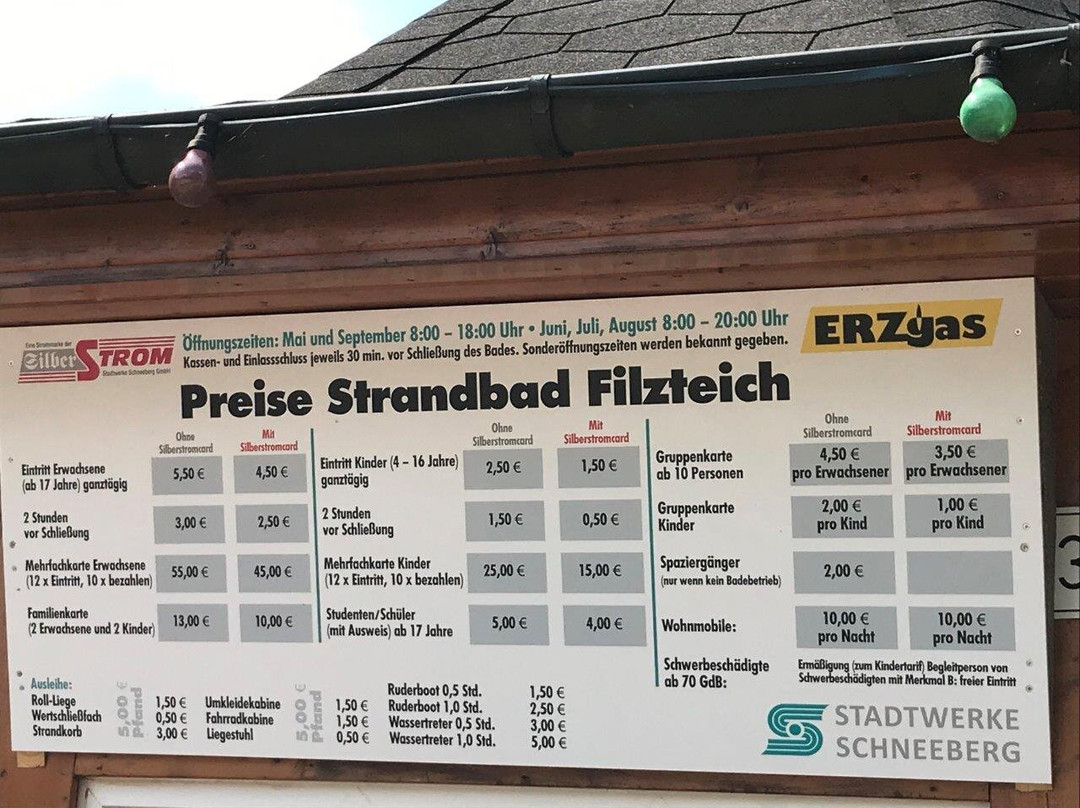 Eine Strommarke der
Silber STROM
Stadtwerke Schneeberg GmbH
Öffnungszeiten: Mai und September 8:00 – 18:00 Uhr • Juni, Juli, August 8:00 – 20:00 Uhr
Kassen- und Einlassschluss jeweils 30 min. vor Schließung des Bades. Sonderöffnungszeiten werden bekannt gegeben.
ERZgas
Preise Strandbad Filzteich
Ohne
Silberstromcard
Mit
Silberstromcard
Eintritt Erwachsene
(ab 17 Jahre) ganztägig
5,50 €
4,50 €
2 Stunden
vor Schließung
3,00 €
2,50 €
Mehrfachkarte Erwachsene
(12 x Eintritt, 10 x bezahlen)
55,00 €
45,00 €
Familienkarte
(2 Erwachsene und 2 Kinder)
13,00 €
10,00 €
Ohne
Silberstromcard
Mit
Silberstromcard
Eintritt Kinder (4 – 16 Jahre)
ganztägig
2,50 €
1,50 €
2 Stunden
vor Schließung
1,50 €
0,50 €
Mehrfachkarte Kinder
(12 x Eintritt, 10 x bezahlen)
25,00 €
15,00 €
Studenten/Schüler
(mit Ausweis) ab 17 Jahre
5,00 €
4,00 €
Ohne
Silberstromcard
Mit
Silberstromcard
Gruppenkarte
ab 10 Personen
4,50 €
pro Erwachsener
3,50 €
pro Erwachsener
Gruppenkarte
Kinder
2,00 €
pro Kind
1,00 €
pro Kind
Spaziergänger
(nur wenn kein Badebetrieb)
2,00 €
Wohnmobile:
10,00 €
pro Nacht
10,00 €
pro Nacht
Schwerbeschädigte
ab 70 GdB:
Ermäßigung (zum Kindertarif) Begleitperson von
Schwerbeschädigten mit Merkmal B: freier Eintritt
Ausleihe:
Roll-Liege
Wertschließfach
Strandkorb
5,00 €
Pfand
1,50 €
0,50 €
3,00 €
Umkleidekabine
Fahrradkabine
Liegestuhl
5,00 €
Pfand
1,50 €
1,50 €
0,50 €
Ruderboot 0,5 Std. 1,50 €
Ruderboot 1,0 Std. 2,50 €
Wassertreter 0,5 Std. 3,00 €
Wassertreter 1,0 Std. 5,00 €
STADTWERKE
SCHNEEBERG
3